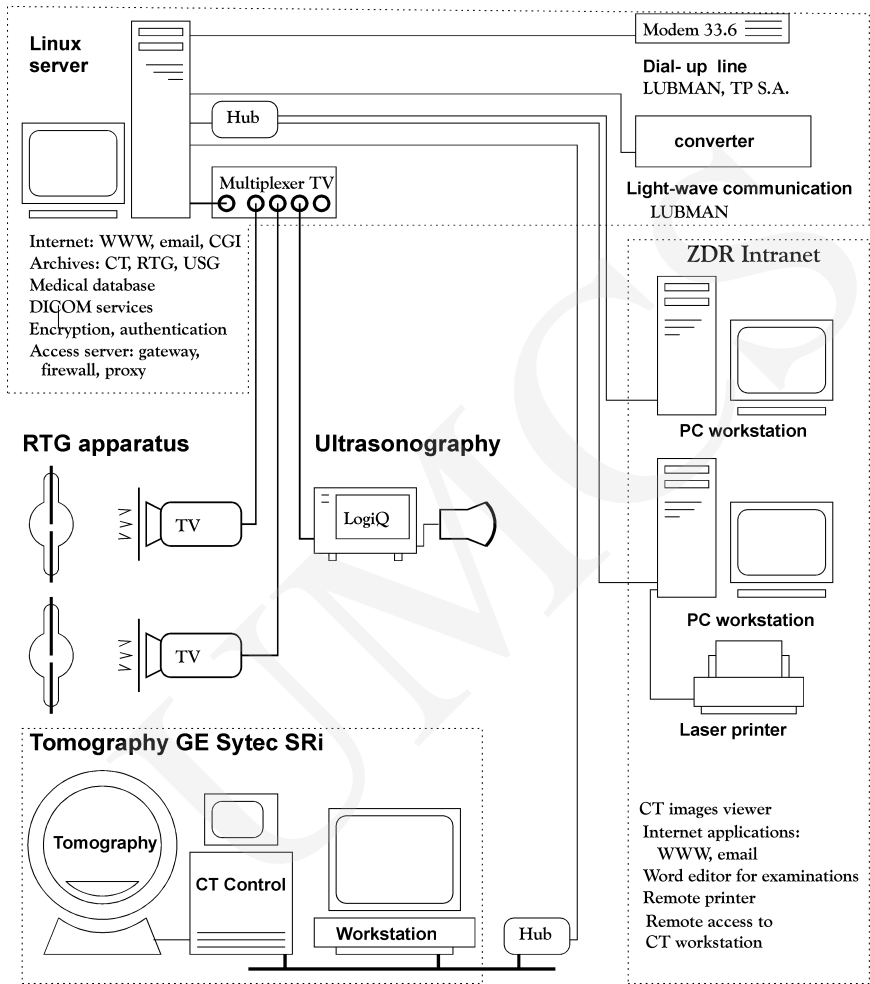 Linux
server
Modem 33.6
Dial- up line
LUBMAN, TP S.A.
Hub
converter
Multiplexer TV
Light-wave communication
LUBMAN
Internet: WWW, email, CGI
Archives: CT, RTG, USG
Medical database
DICOM services
Encryption, authentication
Access server: gateway,
firewall, proxy
ZDR Intranet
PC workstation
RTG apparatus
Ultrasonography
TV
LogiQ
PC workstation
TV
Laser printer
Tomography GE Sytec SRi
Tomography
CT Control
Workstation
Hub
CT images viewer
Internet applications:
WWW, email
Word editor for examinations
Remote printer
Remote access to
CT workstation
UMCS